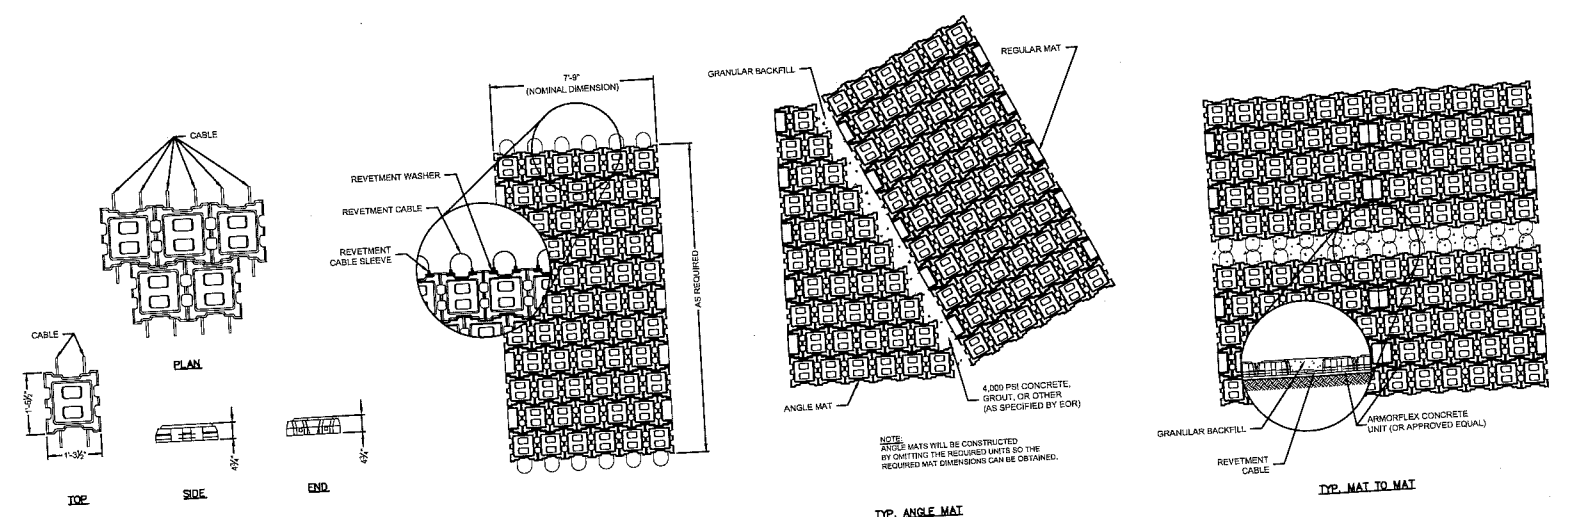 CABLE
PLAN
CABLE
1'-5½"
1'-3½"
TOP
4¾"
SIDE
4¾"
END
7'-9"
(NOMINAL DIMENSION)
REVETMENT WASHER
REVETMENT CABLE
REVETMENT
CABLE SLEEVE
AS REQUIRED
GRANULAR BACKFILL
REGULAR MAT
ANGLE MAT
4,000 PSI CONCRETE,
GROUT, OR OTHER
(AS SPECIFIED BY EOR)
NOTE:
ANGLE MATS WILL BE CONSTRUCTED
BY OMITTING THE REQUIRED UNITS SO THE
REQUIRED MAT DIMENSIONS CAN BE OBTAINED.
TYP. ANGLE MAT
GRANULAR BACKFILL
REVETMENT
CABLE
ARMORFLEX CONCRETE
UNIT (OR APPROVED EQUAL)
TYP. MAT TO MAT